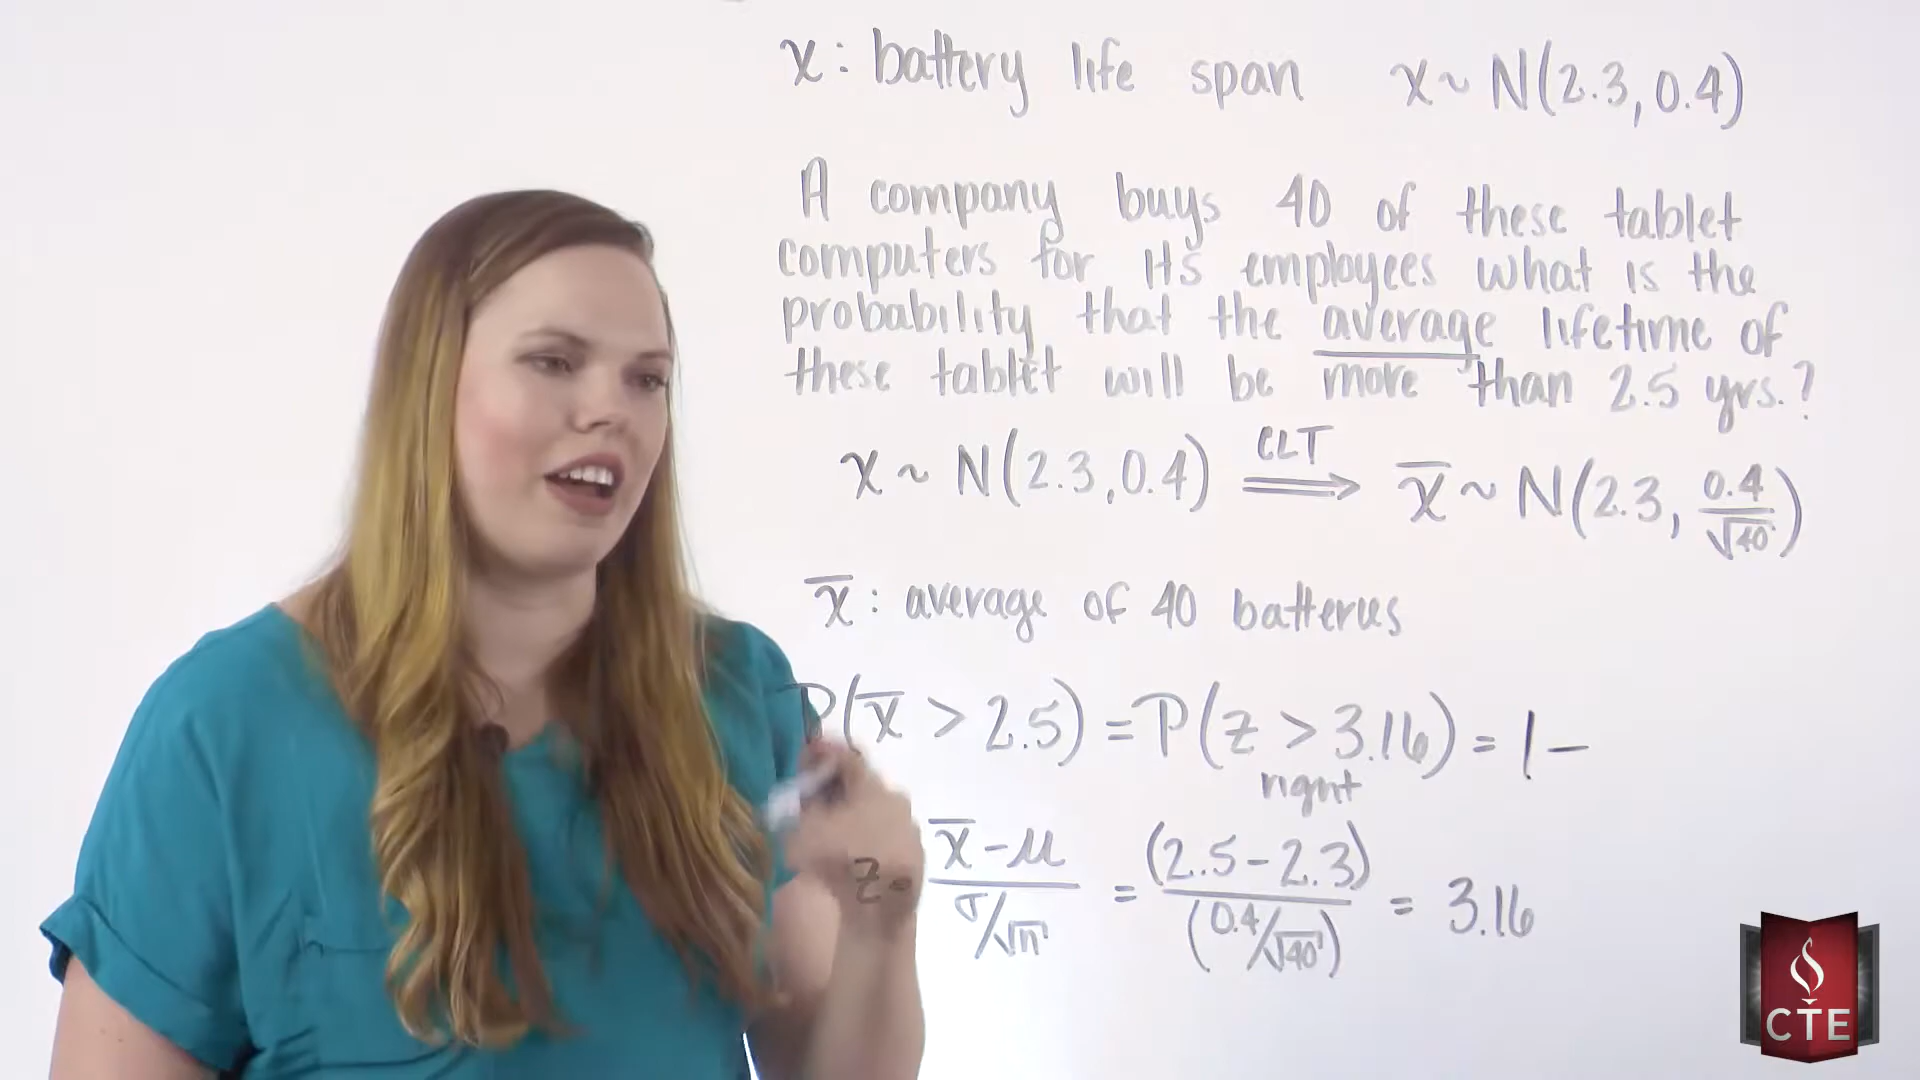 x : battery life span x ~ N(2.3, 0.4)
A company buys 40 of these tablet
computers for its employees what is the
probability that the average lifetime of
these tablet will be more than 2.5 yrs.?
x ~ N(2.3, 0.4) CLT ⟹ x̄ ~ N(2.3, 0.4/√40)
x̄ : average of 40 batteries
P(x̄ > 2.5) = P(z > 3.16) = 1 −
right
z = (x̄ − μ)/(σ/√n) = (2.5 − 2.3)/(0.4/√40) = 3.16
CTE